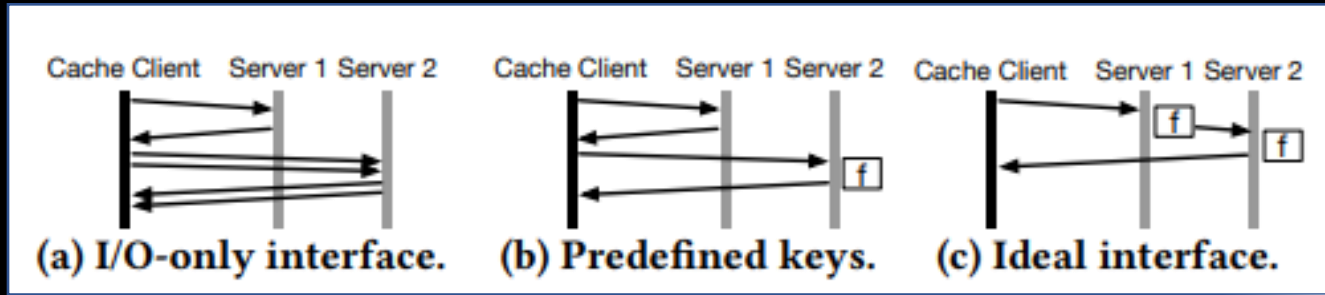 Cache Client Server 1 Server 2 Cache Client Server 1 Server 2 Cache Client Server 1 Server 2
f
f
f
(a) I/O-only interface. (b) Predefined keys. (c) Ideal interface.